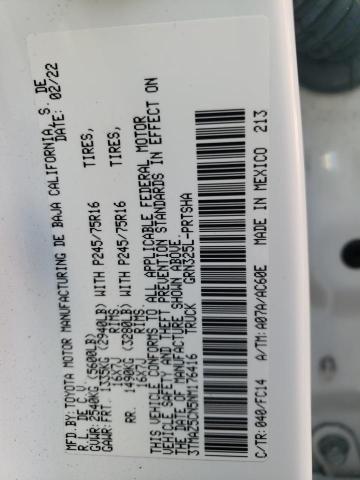 MFD.BY:TOYOTA MOTOR MANUFACTURING DE BAJA CALIFORNIA, S. DE
R.L. DE C.V. DATE: 02/22
GVWR: 2540KG(5600LB)
GAWR:FRT. 1335KG (2940LB) WITH P245/75R16 TIRES,
16X7J RIMS.
RR. 1490KG (3280LB) WITH P245/75R16 TIRES,
16X7J RIMS.
THIS VEHICLE CONFORMS TO ALL APPLICABLE FEDERAL MOTOR
VEHICLE SAFETY AND THEFT PREVENTION STANDARDS IN EFFECT ON
THE DATE OF MANUFACTURE SHOWN ABOVE.
3TMAZ5CN5NM176416 TRUCK GRN325L-PRTSHA
C/TR:040/FC14 A/TM:A07A/AC60E MADE IN MEXICO 213